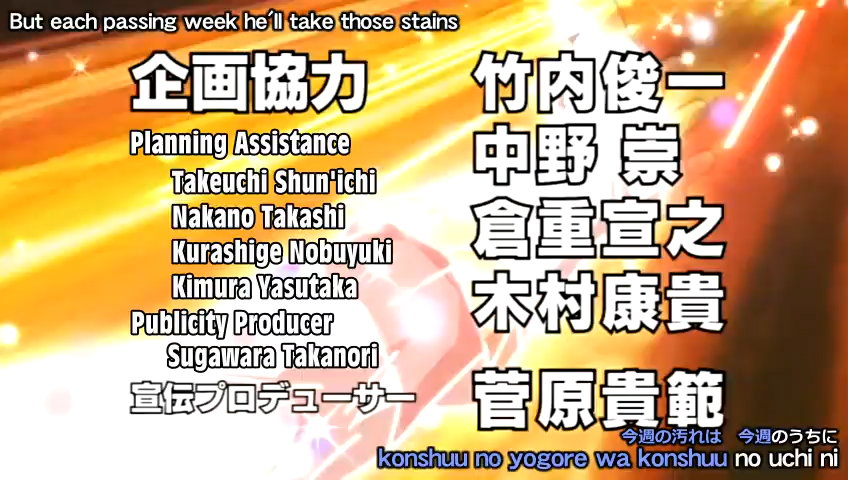 But each passing week he'll take those stains
企画協力
竹内俊一
Planning Assistance
中野 崇
Takeuchi Shun'ichi
Nakano Takashi
倉重宣之
Kurashige Nobuyuki
Kimura Yasutaka
木村康貴
Publicity Producer
Sugawara Takanori
宣伝プロデューサー
菅原貴範
今週の汚れは 今週のうちに
konshuu no yogore wa konshuu no uchi ni